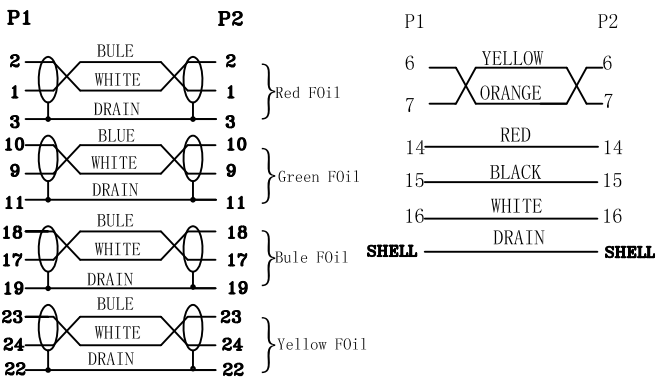 P1 P2
2 BULE 2
1 WHITE 1
Red FOil
3 DRAIN 3
10 BLUE 10
9 WHITE 9
Green FOil
11 DRAIN 11
18 BULE 18
17 WHITE 17
Bule FOil
19 DRAIN 19
23 BULE 23
24 WHITE 24
Yellow FOil
22 DRAIN 22
P1 P2
6 YELLOW 6
7 ORANGE 7
14 RED 14
15 BLACK 15
16 WHITE 16
SHELL DRAIN SHELL